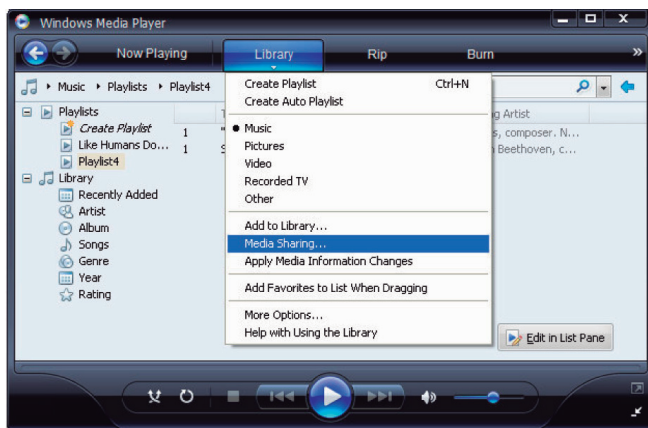 Windows Media Player
Now Playing Library Rip Burn »
Music Playlists Playlist4
Create Playlist Ctrl+N
Create Auto Playlist
Music
Pictures
Video
Recorded TV
Other
Add to Library...
Media Sharing...
Apply Media Information Changes
Add Favorites to List When Dragging
More Options...
Help with Using the Library
Playlists
Create Playlist
Like Humans Do...
Playlist4
Library
Recently Added
Artist
Album
Songs
Genre
Year
Rating
1
1
Artist
s, composer. N...
Beethoven, c...
Edit in List Pane